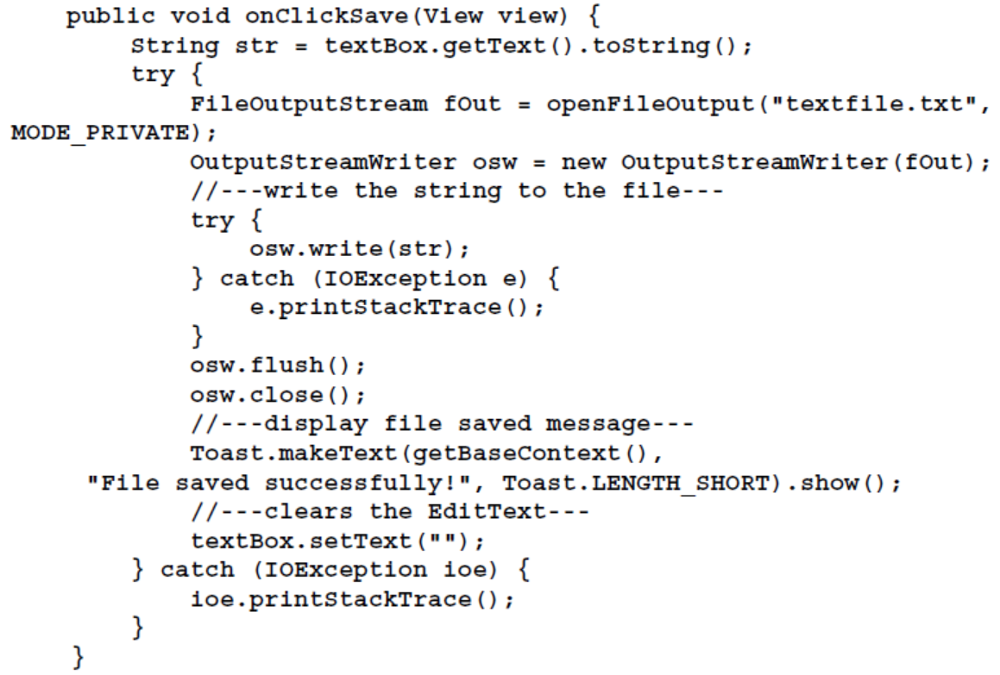 public void onClickSave(View view) {
String str = textBox.getText().toString();
try {
FileOutputStream fOut = openFileOutput("textfile.txt",
MODE_PRIVATE);
OutputStreamWriter osw = new OutputStreamWriter(fOut);
//---write the string to the file---
try {
osw.write(str);
} catch (IOException e) {
e.printStackTrace();
}
osw.flush();
osw.close();
//---display file saved message---
Toast.makeText(getBaseContext(),
"File saved successfully!", Toast.LENGTH_SHORT).show();
//---clears the EditText---
textBox.setText("");
} catch (IOException ioe) {
ioe.printStackTrace();
}
}